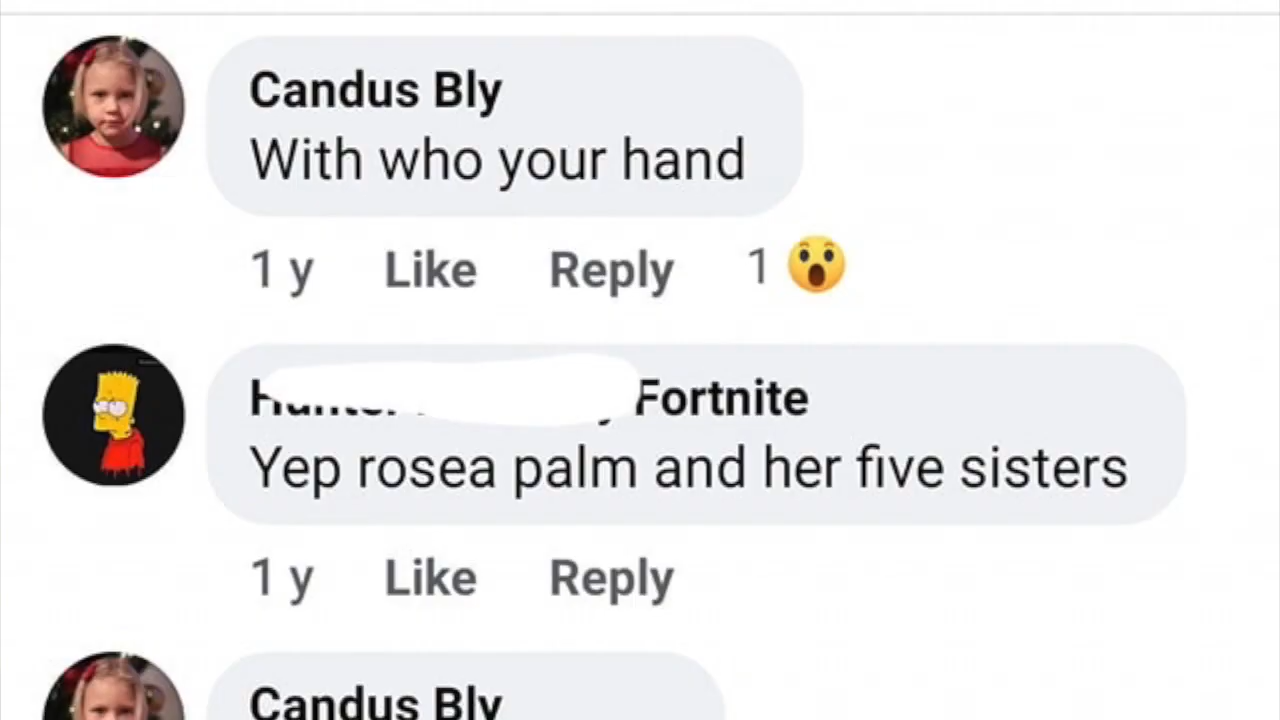 Candus Bly
With who your hand
1 y Like Reply 1
Fortnite
Yep rosea palm and her five sisters
1 y Like Reply
Candus Bly